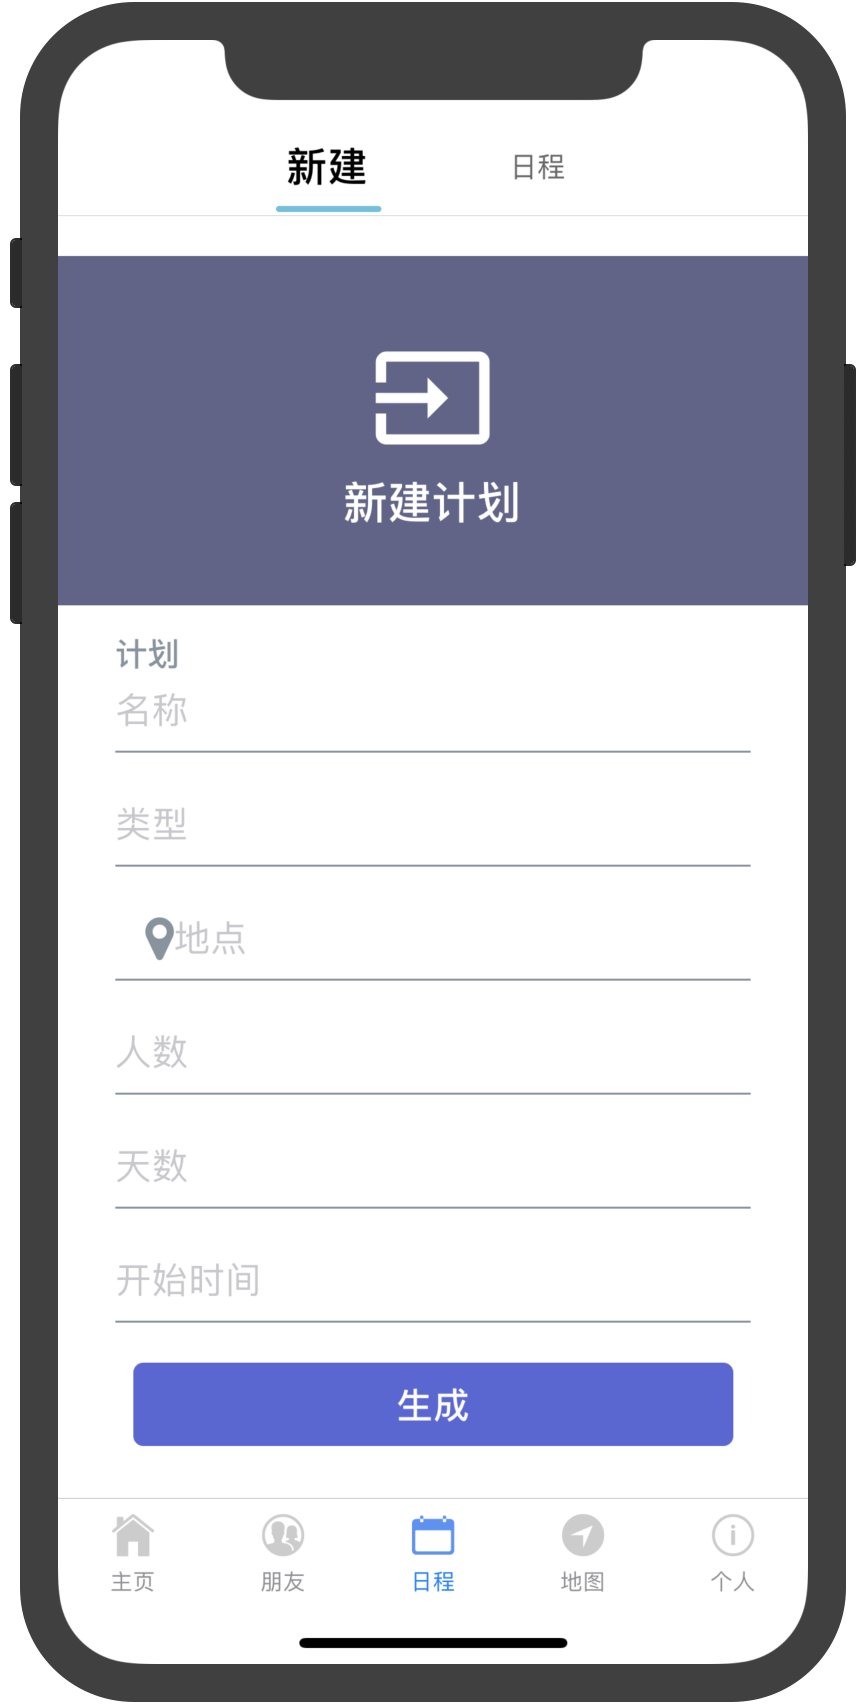 新建 日程
新建计划
计划
名称
类型
地点
人数
天数
开始时间
生成
主页 朋友 日程 地图 个人